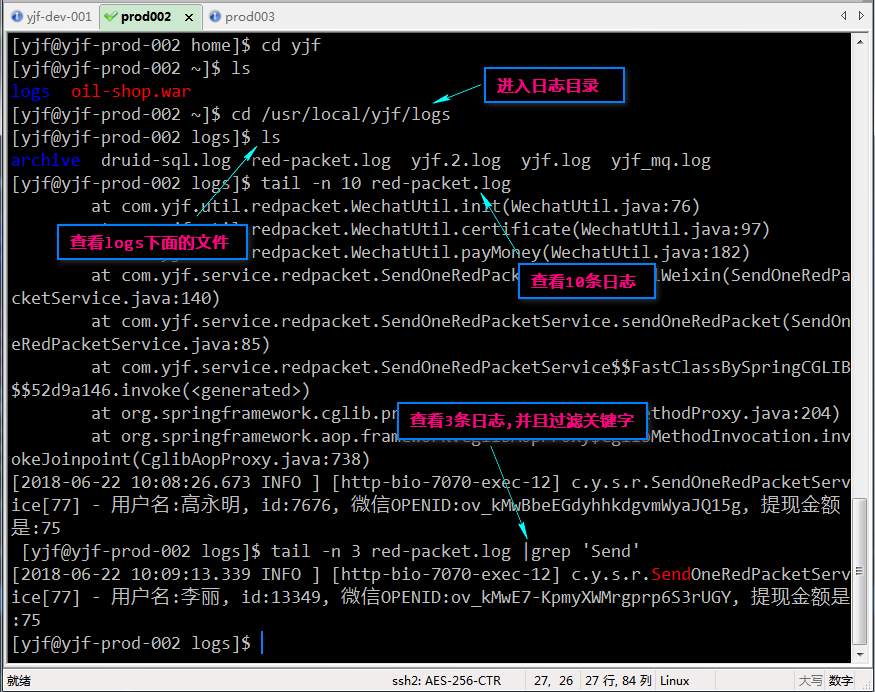 yjf-dev-001 prod002 × prod003
[yjf@yjf-prod-002 home]$ cd yjf
[yjf@yjf-prod-002 ~]$ ls
logs oil-shop.war
进入日志目录
[yjf@yjf-prod-002 ~]$ cd /usr/local/yjf/logs
[yjf@yjf-prod-002 logs]$ ls
archive druid-sql.log red-packet.log yjf.2.log yjf.log yjf_mq.log
[yjf@yjf-prod-002 logs]$ tail -n 10 red-packet.log
at com.yjf.util.redpacket.WechatUtil.init(WechatUtil.java:76)
redpacket.WechatUtil.certificate(WechatUtil.java:97)
查看logs下面的文件
redpacket.WechatUtil.payMoney(WechatUtil.java:182)
at com.yjf.service.redpacket.SendOneRedPac Weixin(SendOneRedPa
查看10条日志
cketService.java:140)
at com.yjf.service.redpacket.SendOneRedPacketService.sendOneRedPacket(SendOn
eRedPacketService.java:85)
at com.yjf.service.redpacket.SendOneRedPacketService$$FastClassBySpringCGLIB
$$52d9a146.invoke(<generated>)
at org.springframework.cglib.pr thodProxy.java:204)
查看3条日志,并且过滤关键字
at org.springframework.aop.fram MethodInvocation.inv
okeJoinpoint(CglibAopProxy.java:738)
[2018-06-22 10:08:26.673 INFO ] [http-bio-7070-exec-12] c.y.s.r.SendOneRedPacketServ
ice[77] - 用户名:高永明, id:7676, 微信OPENID:ov_kMwBbeEGdyhhkdgvmWyaJQ15g, 提现金额
是:75
[yjf@yjf-prod-002 logs]$ tail -n 3 red-packet.log |grep 'Send'
[2018-06-22 10:09:13.339 INFO ] [http-bio-7070-exec-12] c.y.s.r.SendOneRedPacketServ
ice[77] - 用户名:李丽, id:13349, 微信OPENID:ov_kMwE7-KpmyXWMrgprp6S3rUGY, 提现金额是
:75
[yjf@yjf-prod-002 logs]$
就绪 ssh2: AES-256-CTR 27, 26 27 行, 84 列 Linux 大写 数字